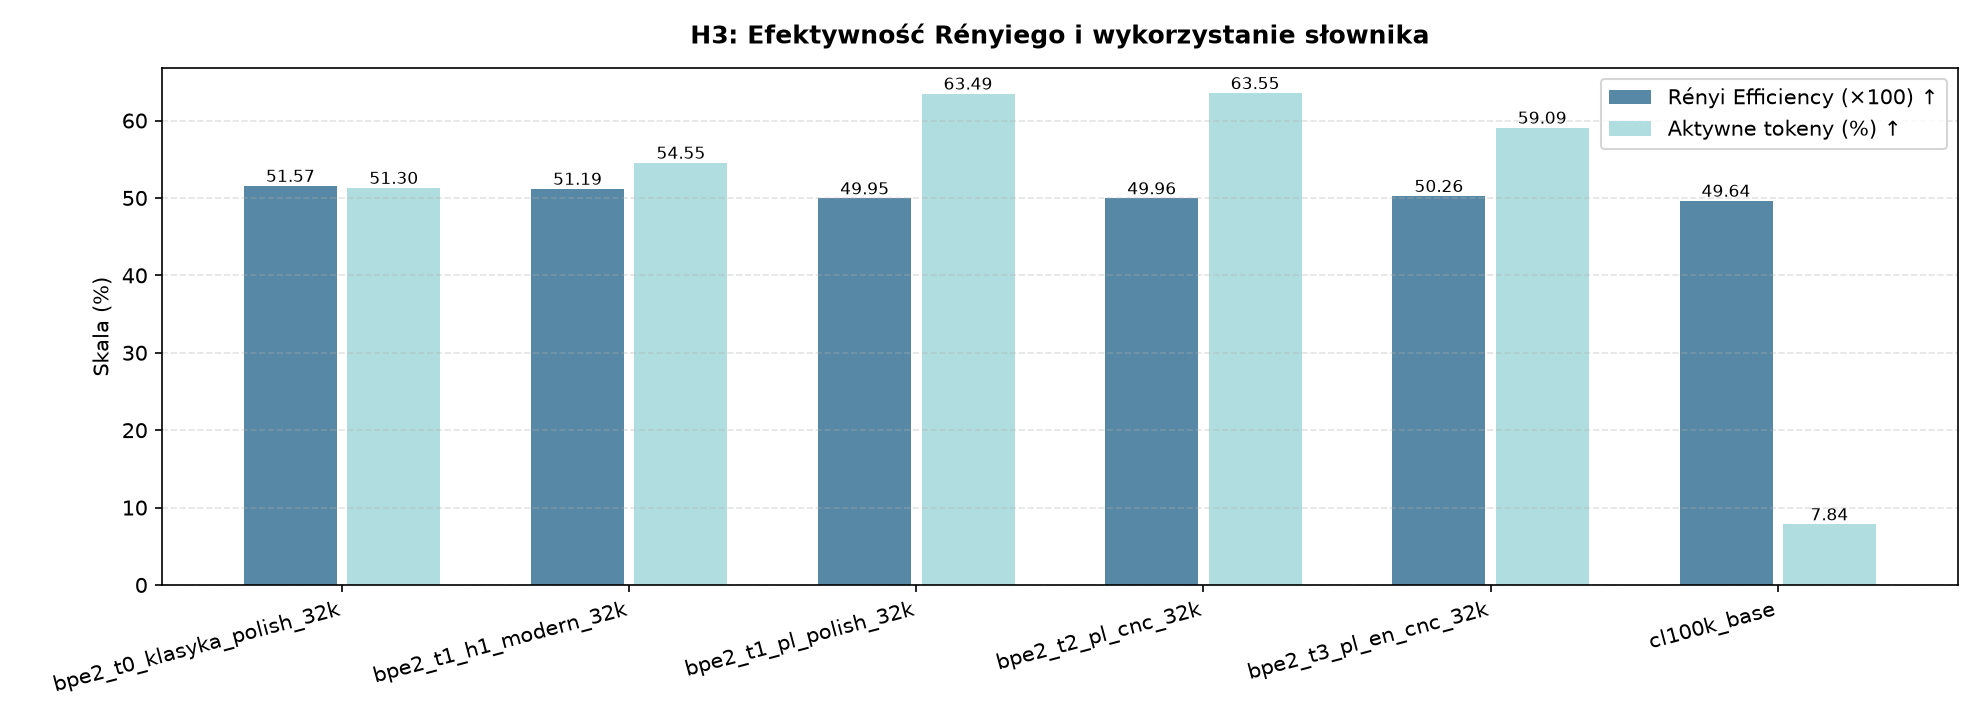 H3: Efektywność Rényiego i wykorzystanie słownika
Rényi Efficiency (×100) ↑
Aktywne tokeny (%) ↑
Skala (%)
60
50
40
30
20
10
0
51.57
51.30
51.19
54.55
49.95
63.49
49.96
63.55
50.26
59.09
49.64
7.84
bpe2_t0_klasyka_polish_32k
bpe2_t1_h1_modern_32k
bpe2_t1_pl_polish_32k
bpe2_t2_pl_cnc_32k
bpe2_t3_pl_en_cnc_32k
cl100k_base